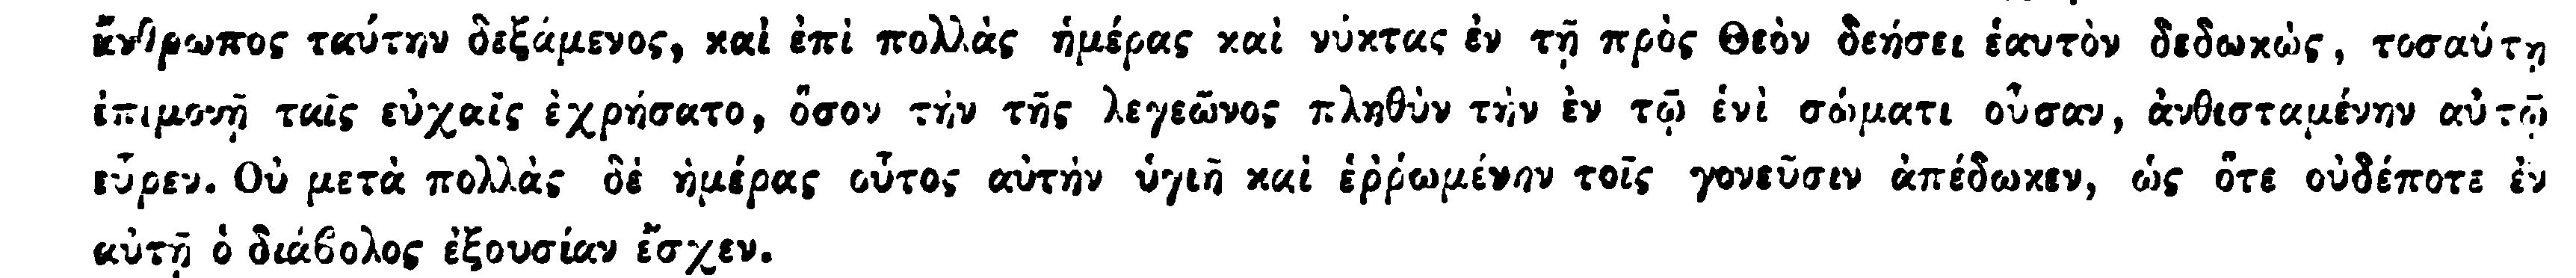 ἄνθρωπος ταύτην δεξάμενος, καὶ ἐπὶ πολλὰς ἡμέρας καὶ νύκτας ἐν τῇ πρὸς Θεὸν δεήσει ἑαυτὸν δεδωκὼς, τοσαύτῃ
ἐπιμονῇ ταῖς εὐχαῖς ἐχρήσατο, ὅσον τὴν τῆς λεγεῶνος πληθὺν τὴν ἐν τῷ ἑνὶ σώματι οὖσαν, ἀνθισταμένην αὐτῷ
εὗρεν. Οὐ μετὰ πολλὰς δὲ ἡμέρας οὗτος αὐτὴν ὑγιῆ καὶ ἐῤῥωμένην τοῖς γονεῦσιν ἀπέδωκεν, ὡς ὅτε οὐδέποτε ἐν
αὐτῇ ὁ διάβολος ἐξουσίαν ἔσχεν.